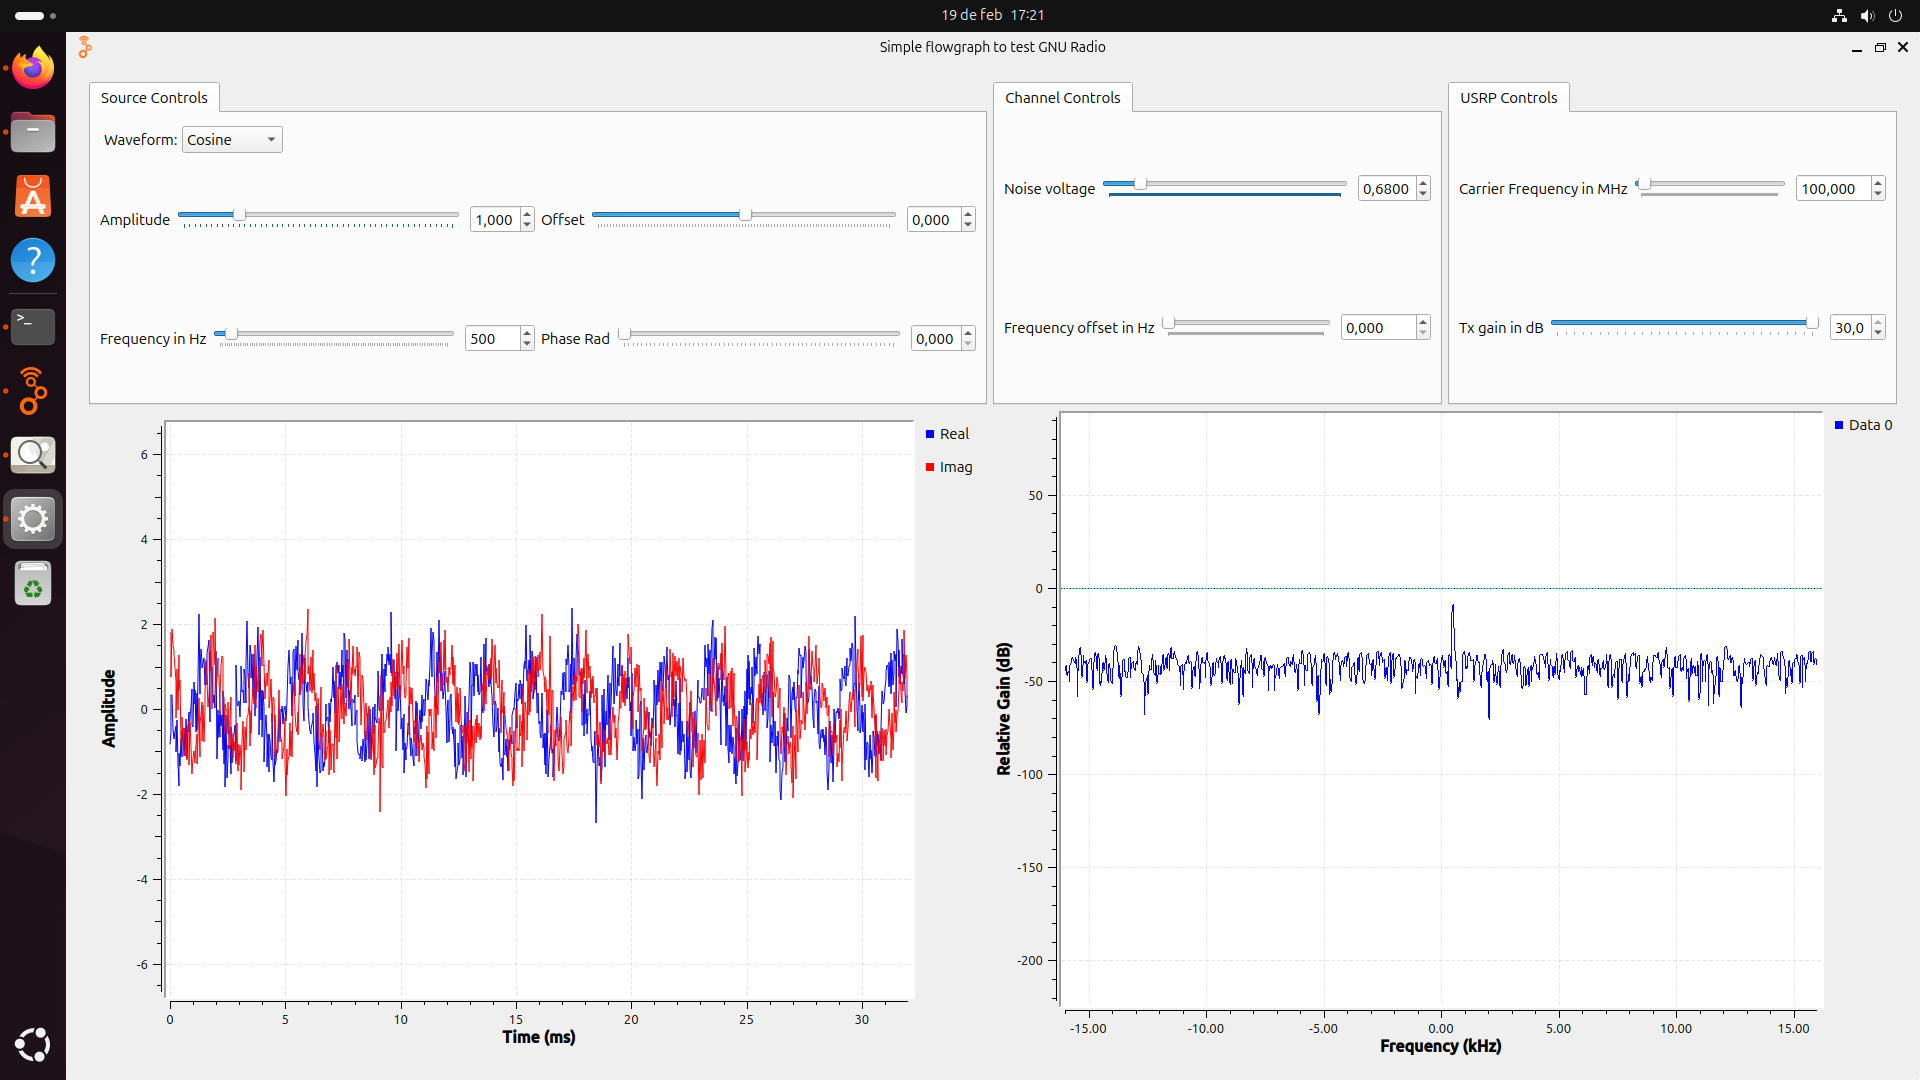 19 de feb 17:21
Simple flowgraph to test GNU Radio
Source Controls
Waveform: Cosine
Amplitude 1,000 Offset 0,000
Frequency in Hz 500 Phase Rad 0,000
Channel Controls
Noise voltage 0,6800
Frequency offset in Hz 0,000
USRP Controls
Carrier Frequency in MHz 100,000
Tx gain in dB 30,0
Amplitude
6
4
2
0
-2
-4
-6
0 5 10 15 20 25 30
Time (ms)
Real
Imag
Relative Gain (dB)
50
0
-50
-100
-150
-200
-15.00 -10.00 -5.00 0.00 5.00 10.00 15.00
Frequency (kHz)
Data 0